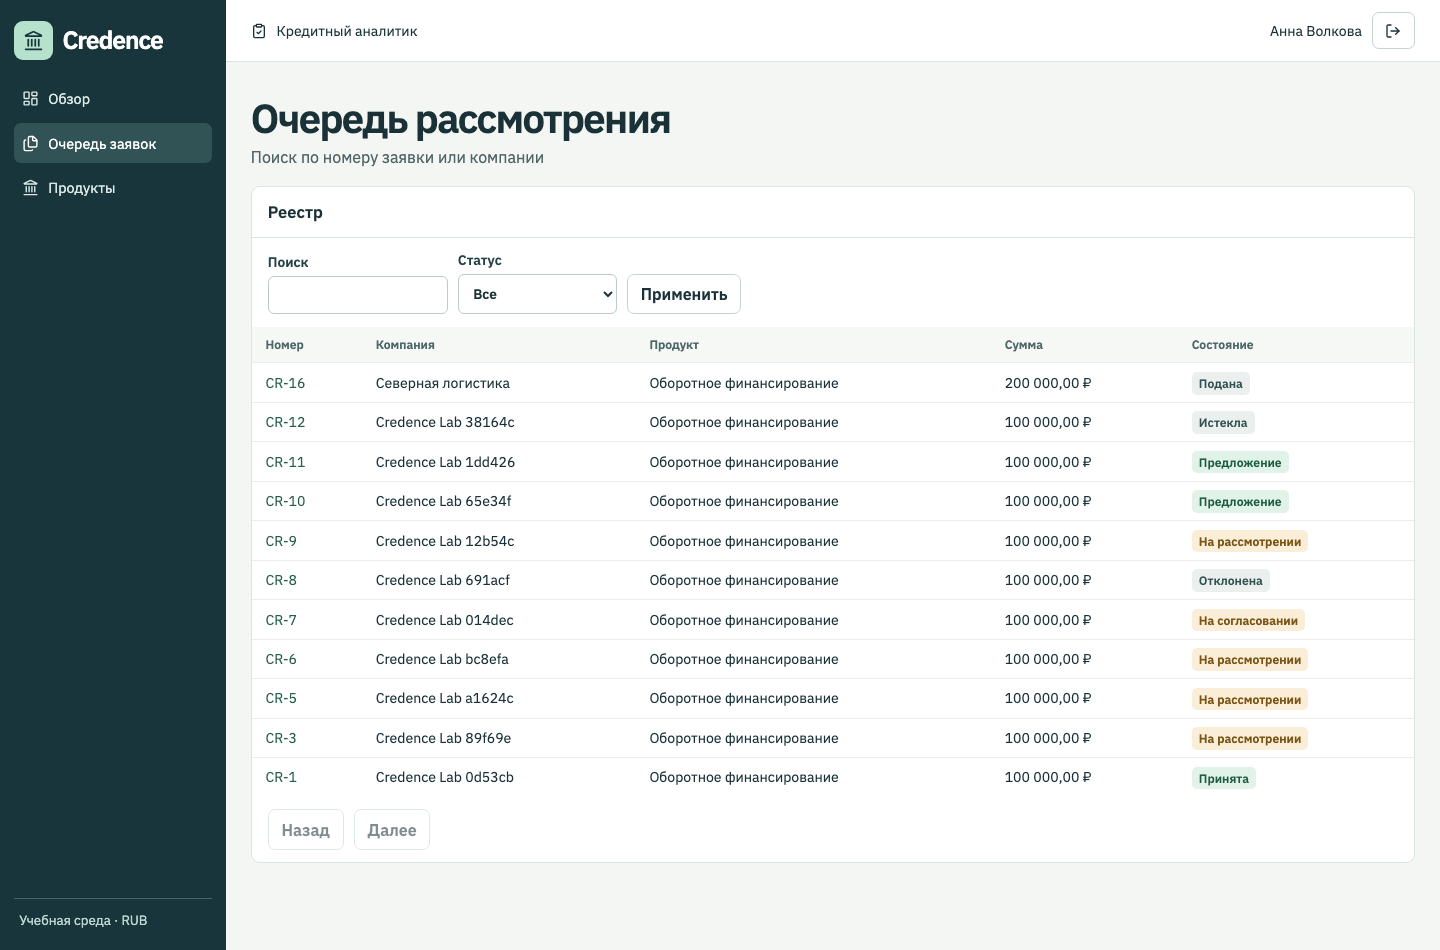 Credence
Обзор
Очередь заявок
Продукты
Учебная среда · RUB
Кредитный аналитик
Анна Волкова
Очередь рассмотрения
Поиск по номеру заявки или компании
Реестр
Поиск
Статус
Все
Применить
Номер Компания Продукт Сумма Состояние
CR-16 Северная логистика Оборотное финансирование 200 000,00 ₽ Подана
CR-12 Credence Lab 38164c Оборотное финансирование 100 000,00 ₽ Истекла
CR-11 Credence Lab 1dd426 Оборотное финансирование 100 000,00 ₽ Предложение
CR-10 Credence Lab 65e34f Оборотное финансирование 100 000,00 ₽ Предложение
CR-9 Credence Lab 12b54c Оборотное финансирование 100 000,00 ₽ На рассмотрении
CR-8 Credence Lab 691acf Оборотное финансирование 100 000,00 ₽ Отклонена
CR-7 Credence Lab 014dec Оборотное финансирование 100 000,00 ₽ На согласовании
CR-6 Credence Lab bc8efa Оборотное финансирование 100 000,00 ₽ На рассмотрении
CR-5 Credence Lab a1624c Оборотное финансирование 100 000,00 ₽ На рассмотрении
CR-3 Credence Lab 89f69e Оборотное финансирование 100 000,00 ₽ На рассмотрении
CR-1 Credence Lab 0d53cb Оборотное финансирование 100 000,00 ₽ Принята
Назад Далее